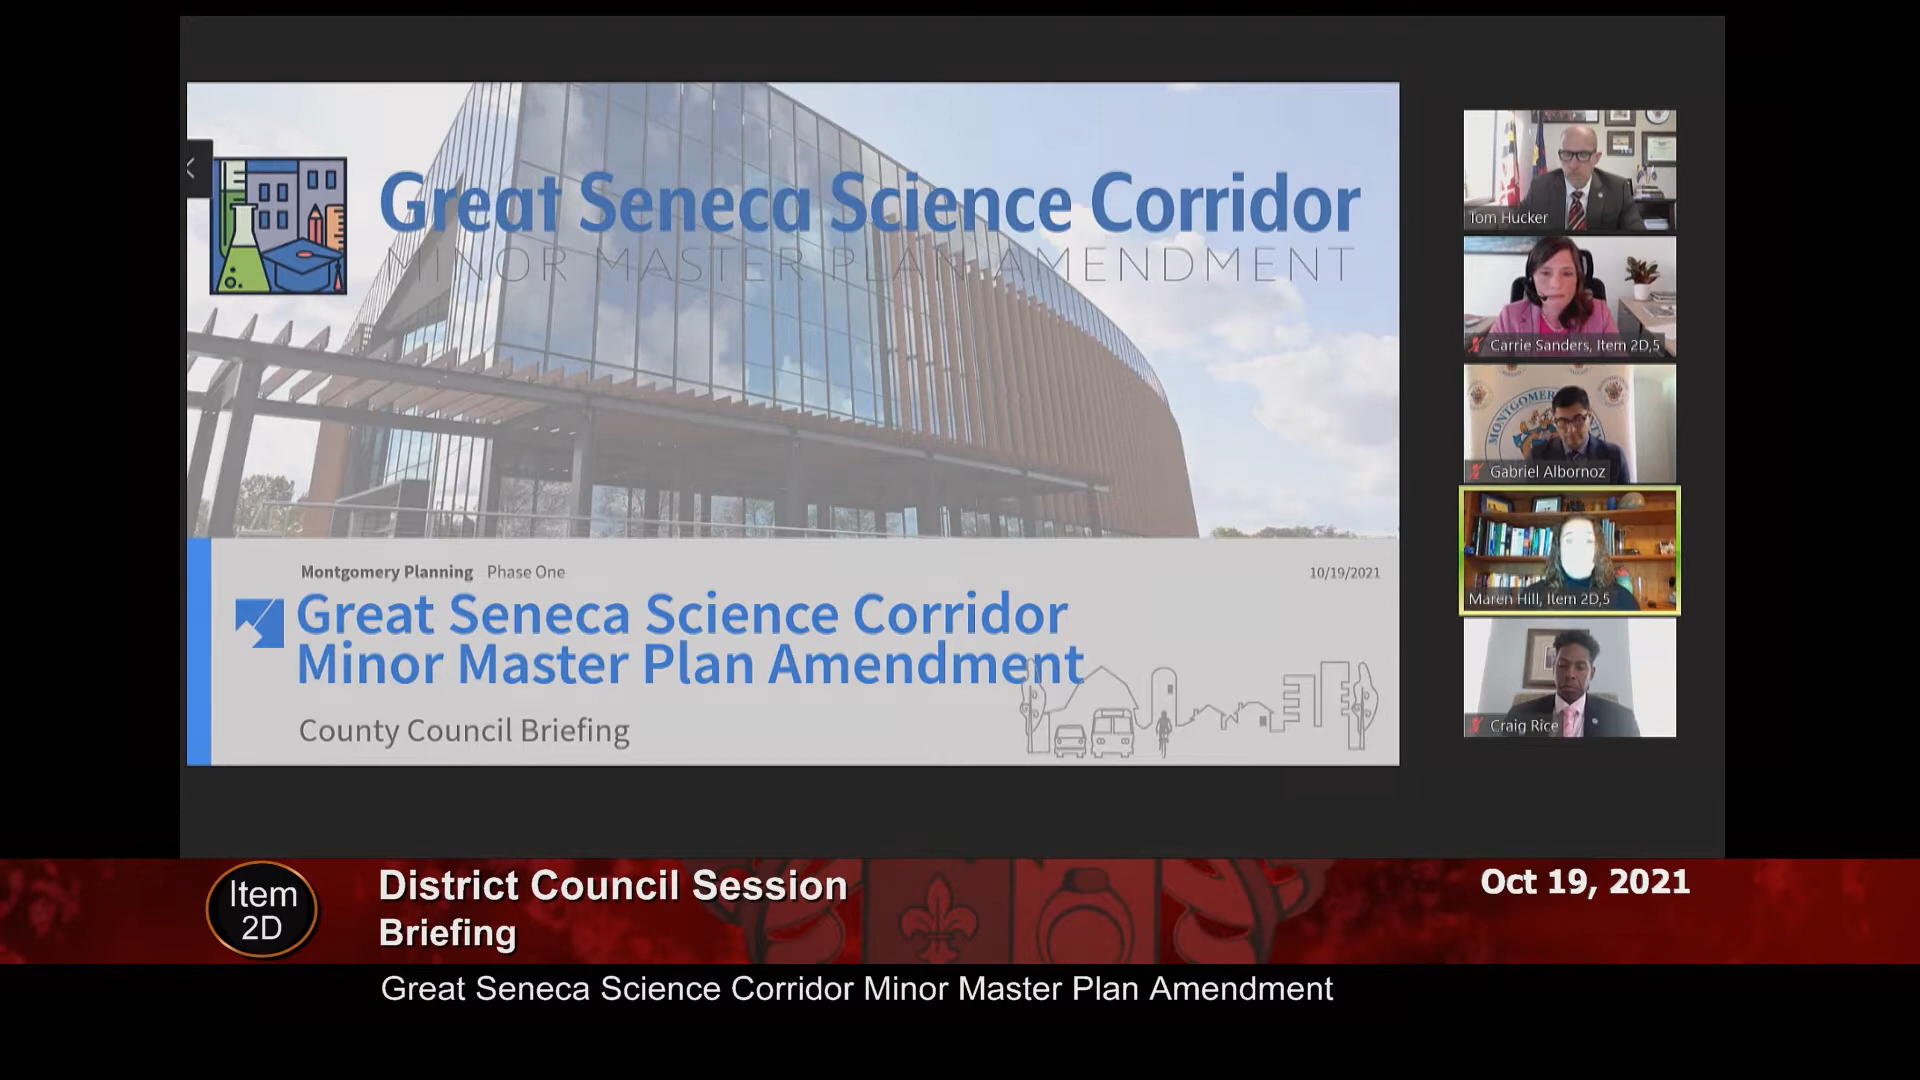 Great Seneca Science Corridor
MINOR MASTER PLAN AMENDMENT
Montgomery Planning Phase One
10/19/2021
Great Seneca Science Corridor
Minor Master Plan Amendment
County Council Briefing
Tom Hucker
Carrie Sanders, Item 2D,5
Gabriel Albornoz
Maren Hill, Item 2D,5
Craig Rice
Item
2D
District Council Session
Briefing
Oct 19, 2021
Great Seneca Science Corridor Minor Master Plan Amendment